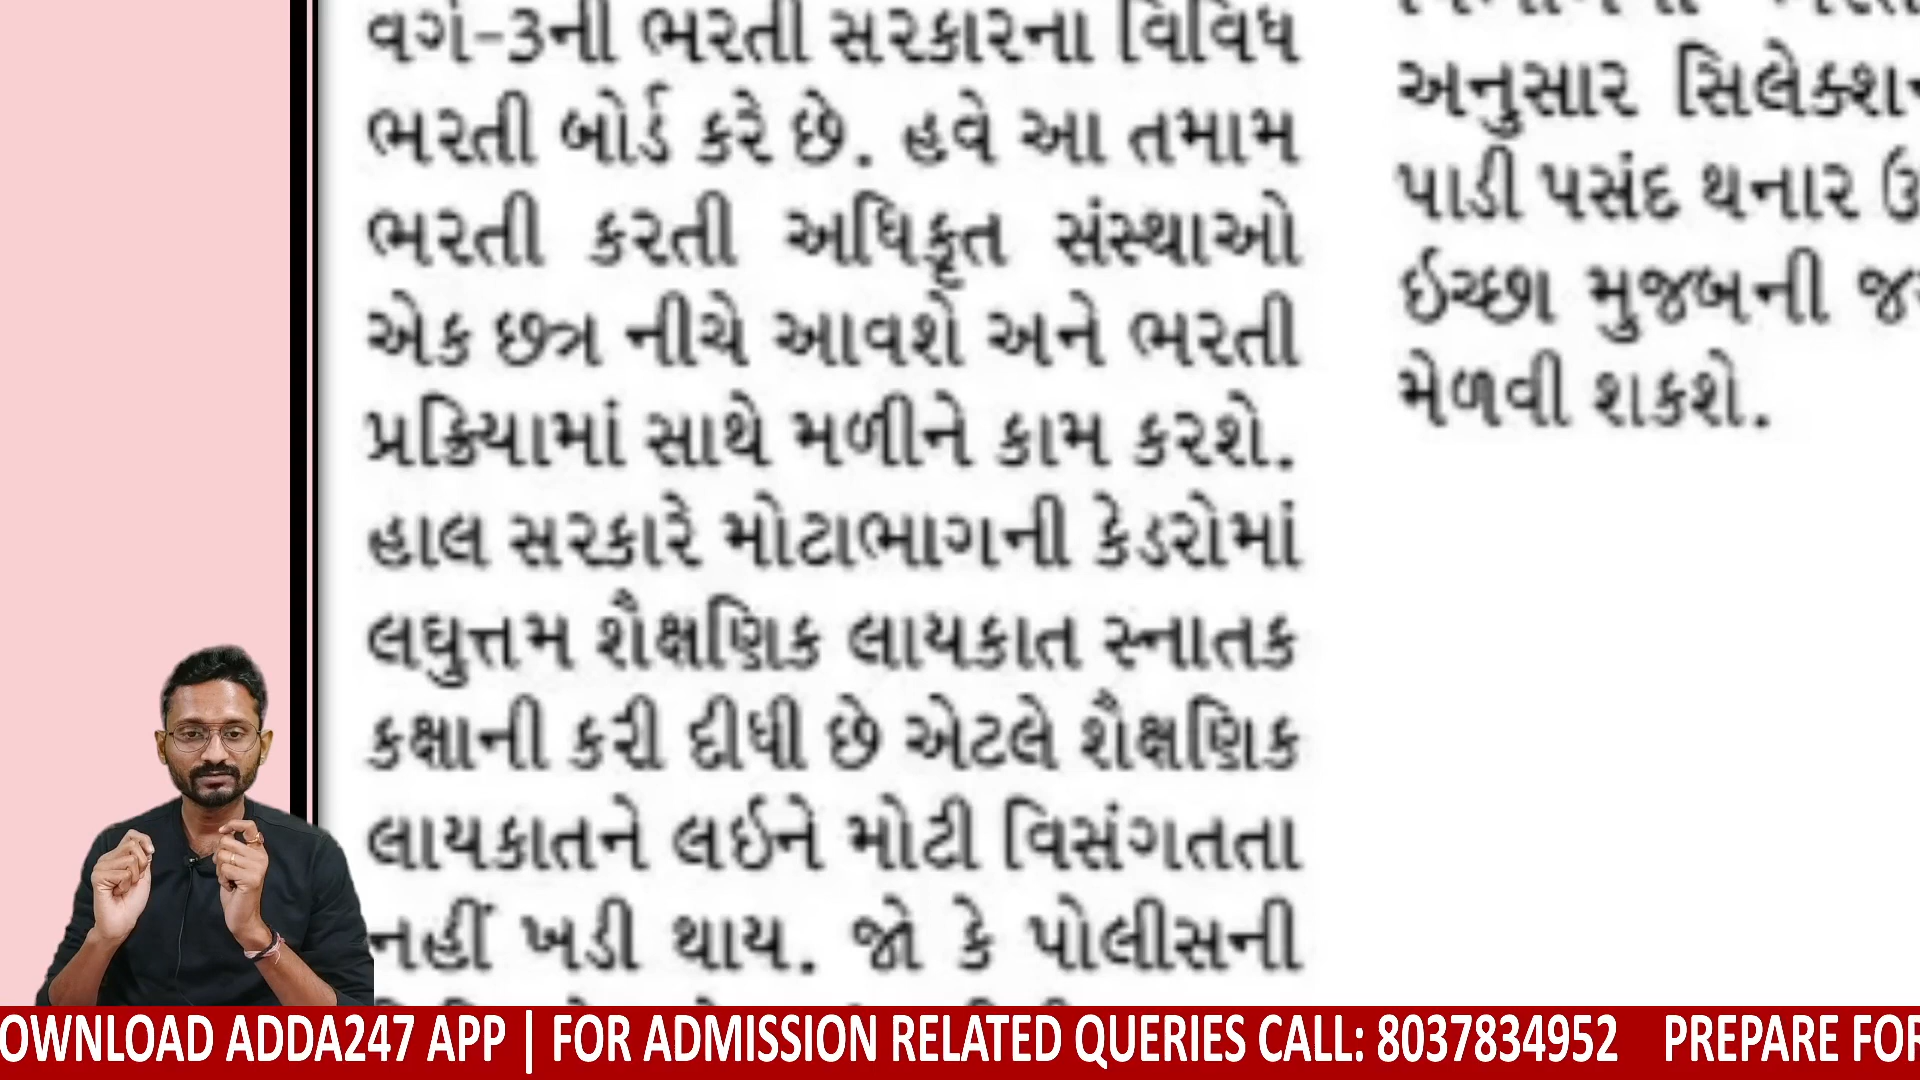 વર્ગ-3ની ભરતી સરકારના વિવિધ
ભરતી બોર્ડ કરે છે. હવે આ તમામ
ભરતી કરતી અધિકૃત સંસ્થાઓ
એક છત્ર નીચે આવશે અને ભરતી
પ્રક્રિયામાં સાથે મળીને કામ કરશે.
હાલ સરકારે મોટાભાગની કેડરોમાં
લઘુત્તમ શૈક્ષણિક લાયકાત સ્નાતક
કક્ષાની કરી દીધી છે એટલે શૈક્ષણિક
લાયકાતને લઈને મોટી વિસંગતતા
નહીં ખડી થાય. જો કે પોલીસની
અનુસાર
પાડી પસંદ થનાર
ઈચ્છા મુજબની
મેળવી શકશે.
OWNLOAD ADDA247 APP | FOR ADMISSION RELATED QUERIES CALL: 8037834952 PREPARE FOR